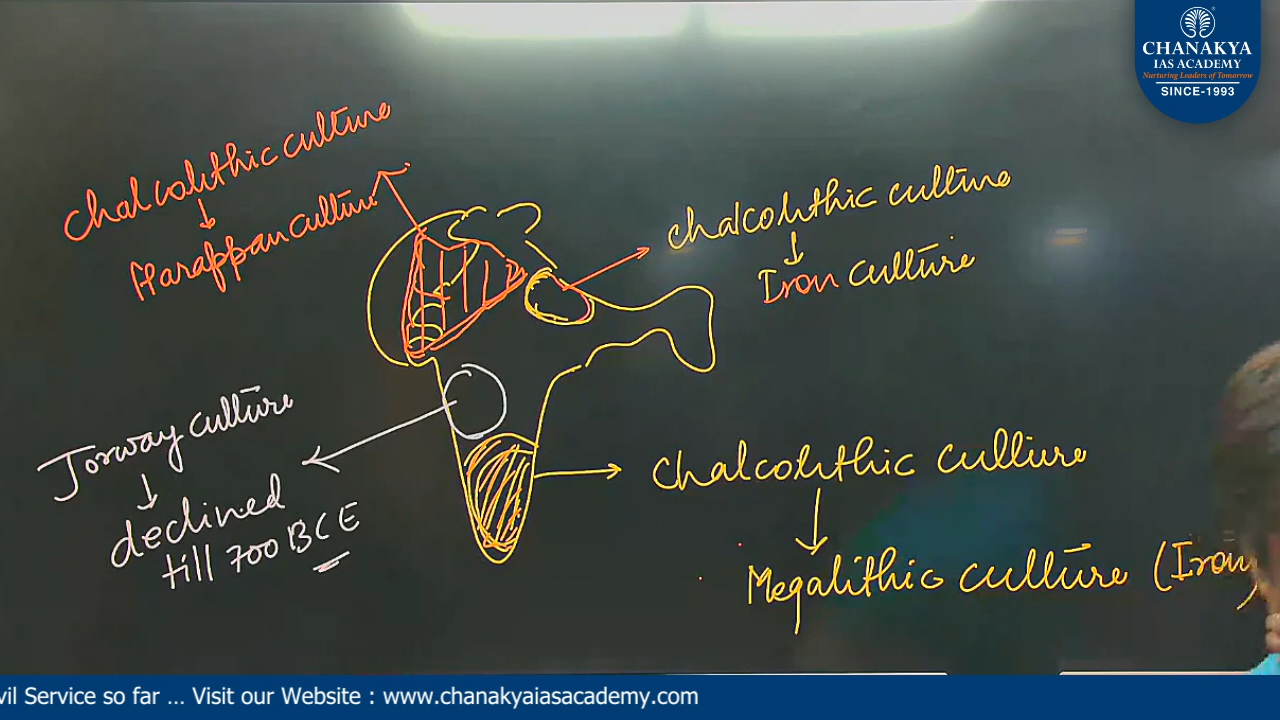 CHANAKYA
IAS ACADEMY
Nurturing Leaders of Tomorrow
SINCE-1993
Chalcolithic culture
↓
Harappan culture
Chalcolithic culture
↓
Iron culture
Jorway culture
↓
declined
till 700 BCE
Chalcolithic culture
↓
Megalithic culture (Iron)
vil Service so far ... Visit our Website : www.chanakyaiasacademy.com